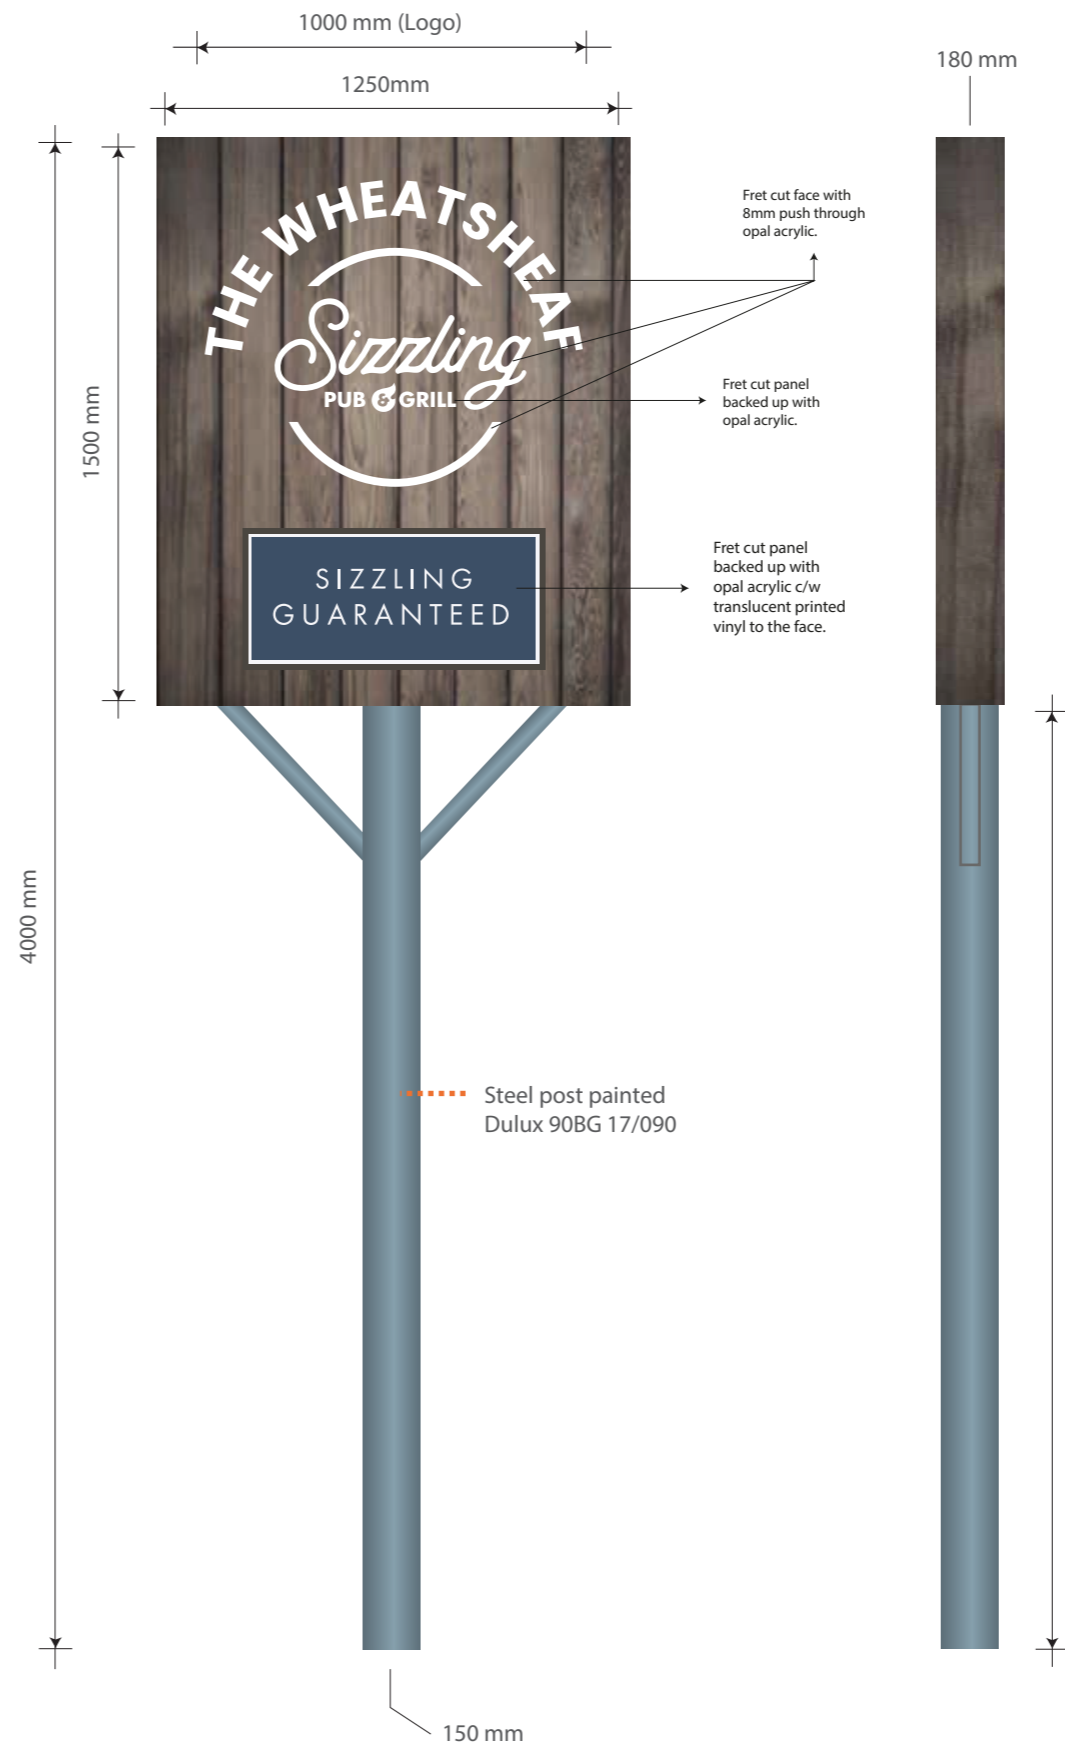 1000 mm (Logo)
1250mm
180 mm
THE WHEATSHEAF
Sizzling
PUB & GRILL
SIZZLING
GUARANTEED
Fret cut face with
8mm push through
opal acrylic.
Fret cut panel
backed up with
opal acrylic.
Fret cut panel
backed up with
opal acrylic c/w
translucent printed
vinyl to the face.
1500 mm
4000 mm
Steel post painted
Dulux 90BG 17/090
150 mm